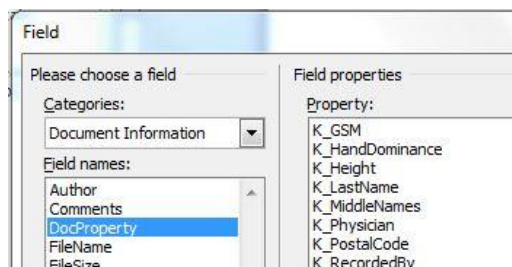 Field
Please choose a field
Categories:
Document Information
Field names:
Author
Comments
DocProperty
FileName
FileSize
Field properties
Property:
K_GSM
K_HandDominance
K_Height
K_LastName
K_MiddleNames
K_Physician
K_PostalCode
K_RecordedBy